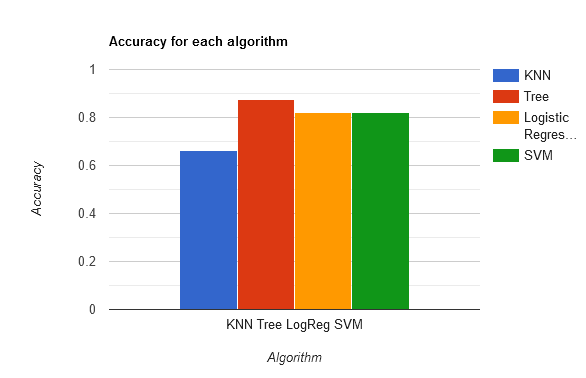 Accuracy for each algorithm
1
0.8
0.6
0.4
0.2
0
Accuracy
KNN Tree LogReg SVM
Algorithm
KNN
Tree
Logistic
Regres...
SVM